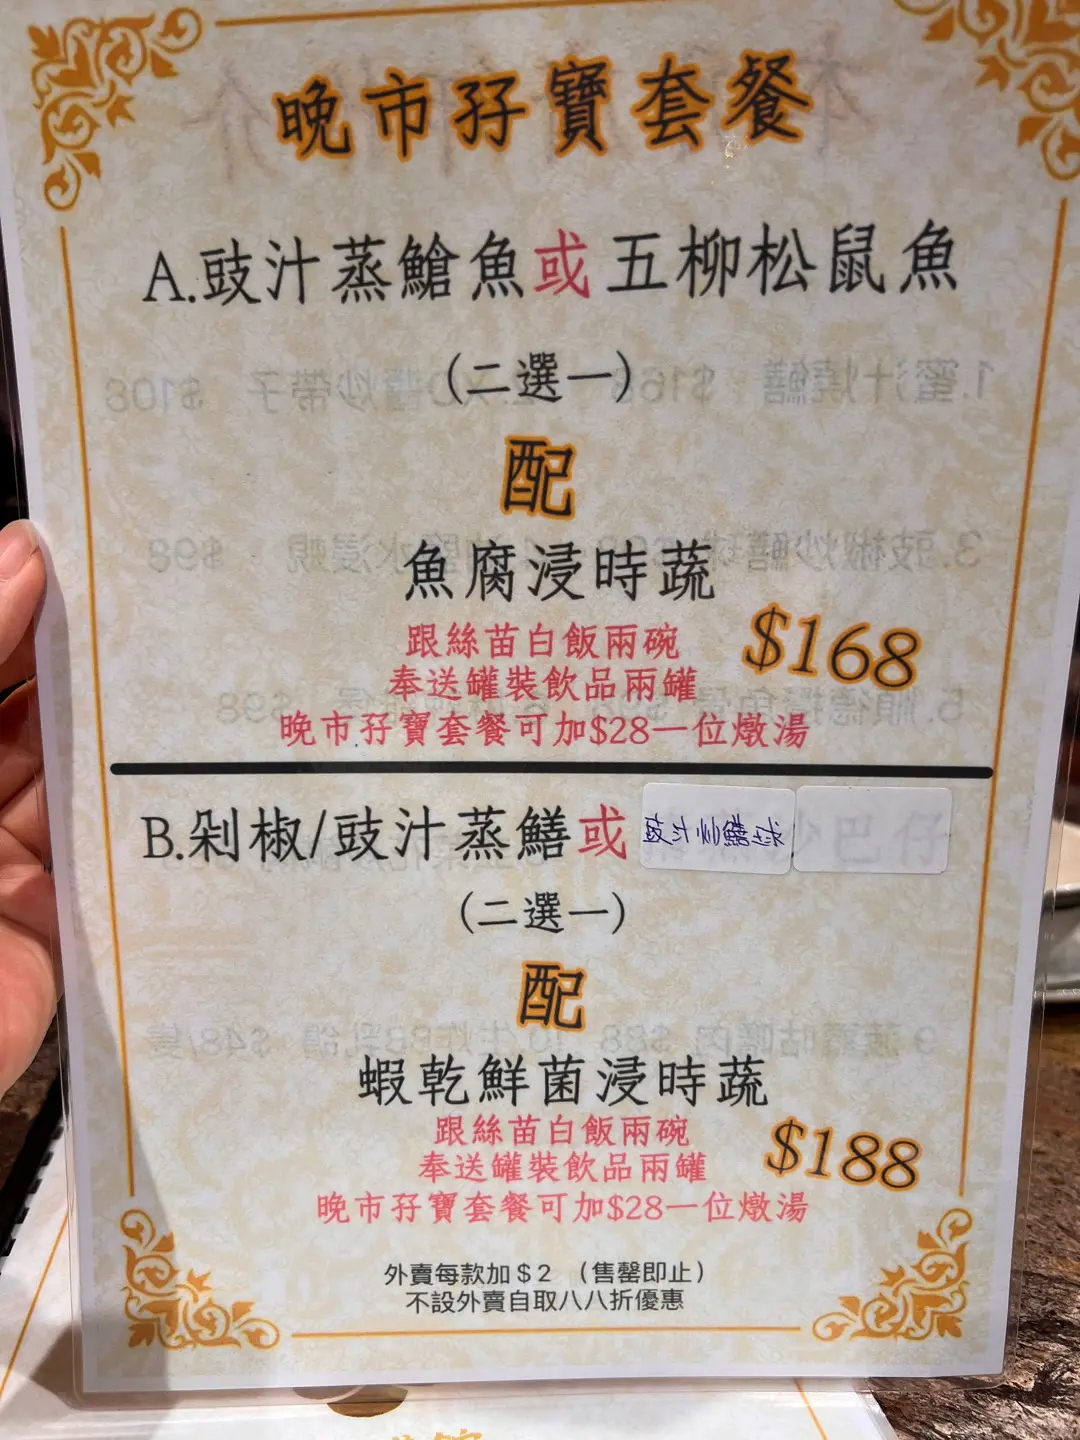 晚市孖寶套餐
A.豉汁蒸鱠魚或五柳松鼠魚
(二選一)
配
魚腐浸時蔬
$168
跟絲苗白飯兩碗
奉送罐裝飲品兩罐
晚市孖寶套餐可加$28一位燉湯
B.剁椒/豉汁蒸鱔或
(二選一)
配
蝦乾鮮菌浸時蔬
$188
跟絲苗白飯兩碗
奉送罐裝飲品兩罐
晚市孖寶套餐可加$28一位燉湯
外賣每款加$2 (售罄即止)
不設外賣自取八八折優惠